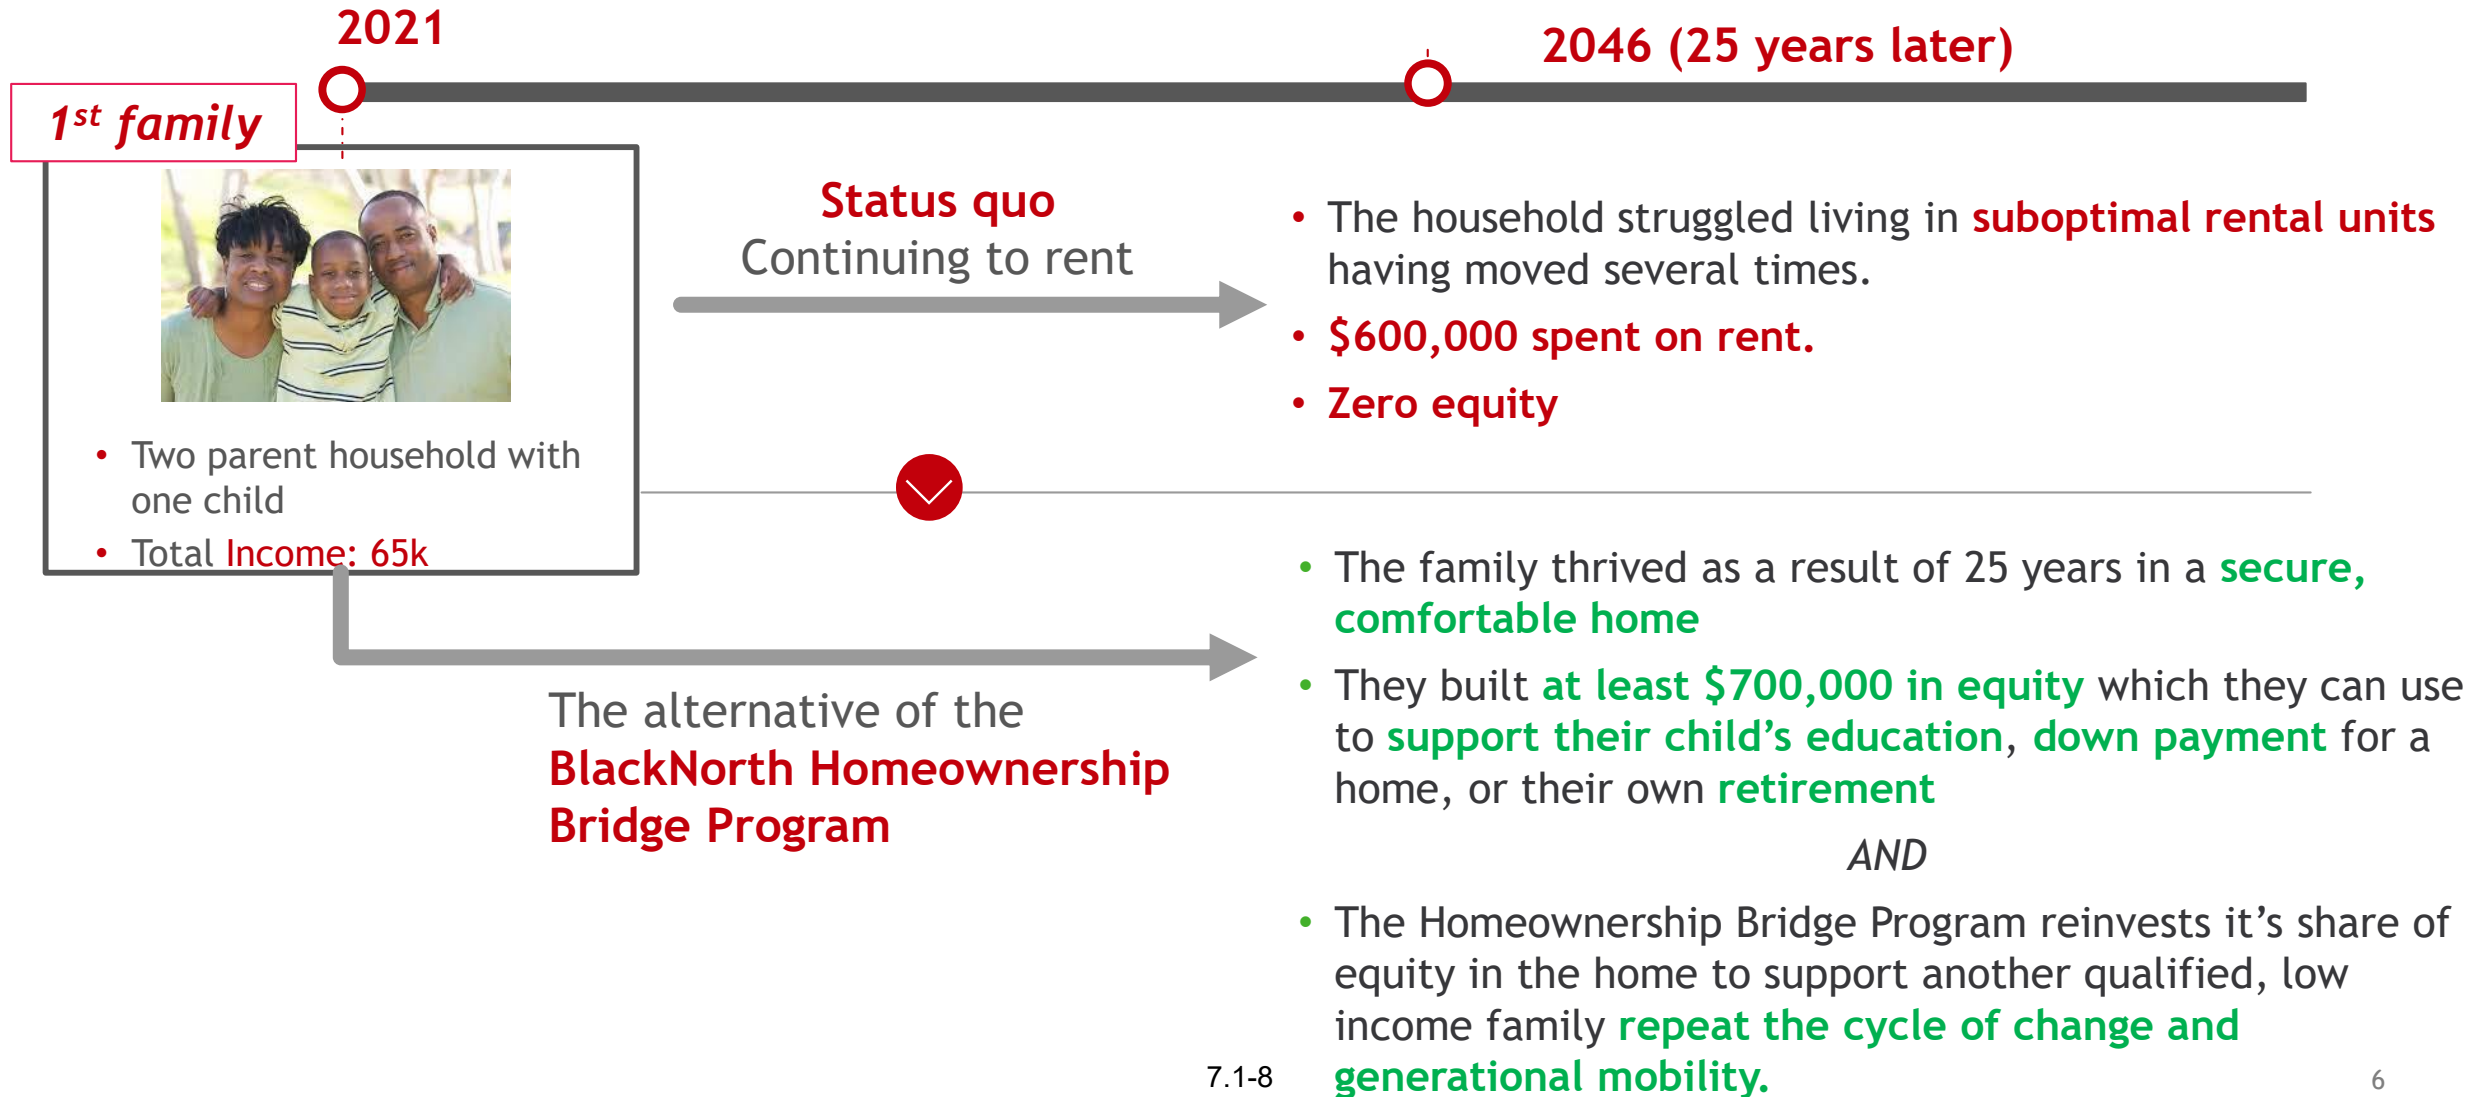 2021
2046 (25 years later)
1st family
Two parent household with
one child
• Total Income: 65k
Status quo
Continuing to rent
• The household struggled living in suboptimal rental units
having moved several times.
• $600,000 spent on rent.
• Zero equity
The alternative of the
BlackNorth Homeownership
Bridge Program
• The family thrived as a result of 25 years in a secure,
comfortable home
• They built at least $700,000 in equity which they can use
to support their child’s education, down payment for a
home, or their own retirement
AND
• The Homeownership Bridge Program reinvests it’s share of
equity in the home to support another qualified, low
income family repeat the cycle of change and
generational mobility.
7.1-8
6